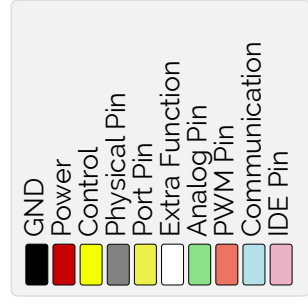 GND
Power
Control
Physical Pin
Port Pin
Extra Function
Analog Pin
PWM Pin
Communication
IDE Pin